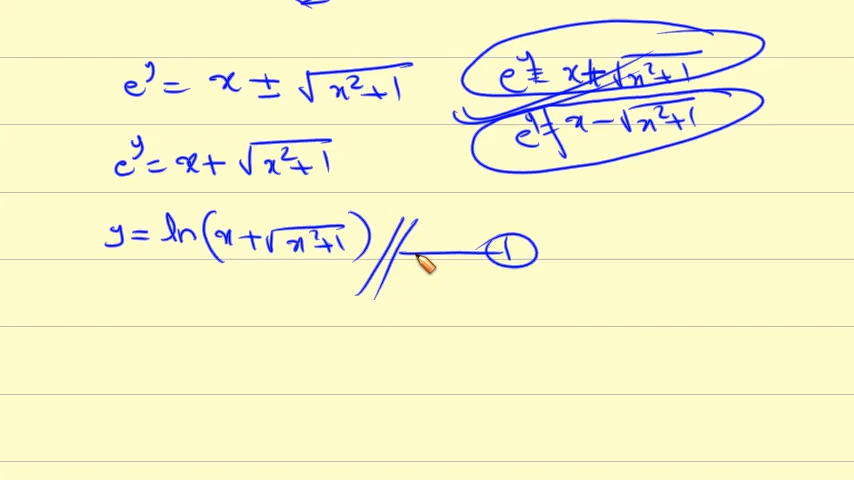 e^y = x ± √(x²+1)
e^y = x + √(x²+1)
e^y = x − √(x²+1)
e^y = x + √(x²+1)
y = ln(x + √(x²+1)) // —— ①